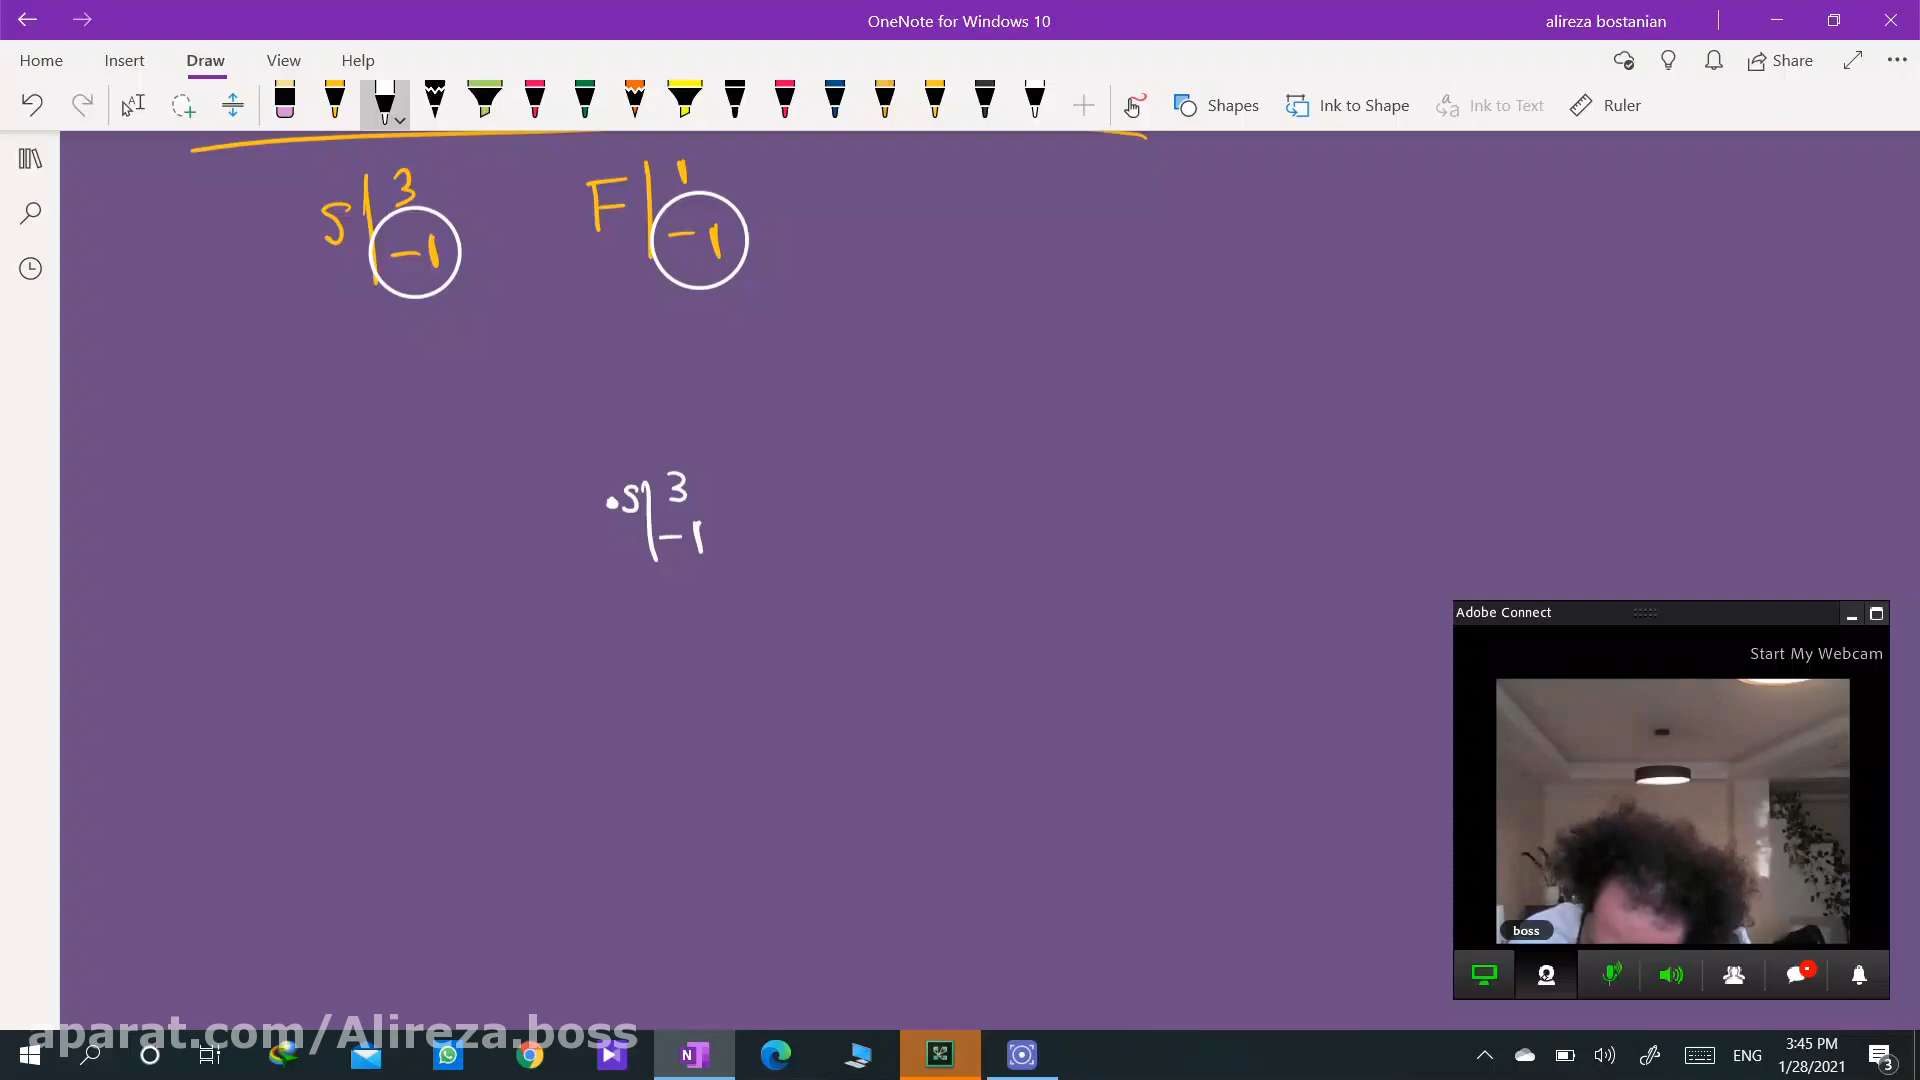 OneNote for Windows 10
alireza bostanian
Home Insert Draw View Help
Share
Shapes
Ink to Shape
Ink to Text
Ruler
S 3
-1
F 1
-1
.S 3
-1
Adobe Connect
Start My Webcam
boss
aparat.com/Alireza.boss
ENG
3:45 PM
1/28/2021
3